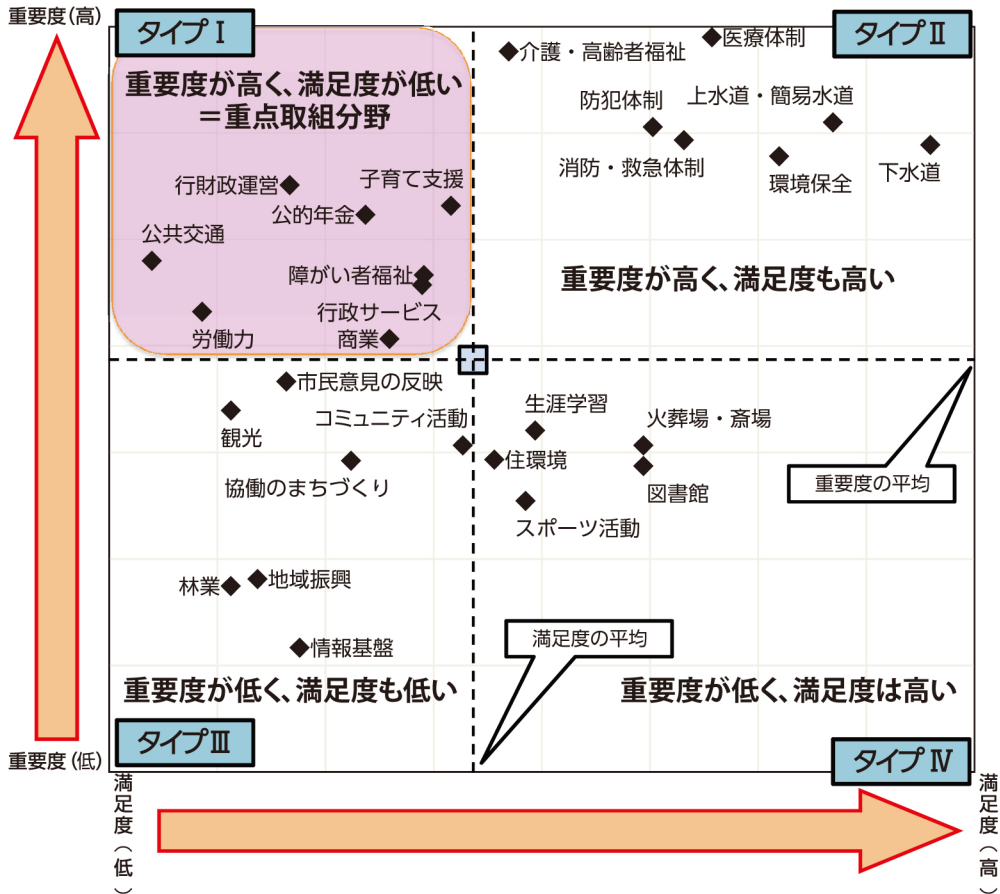 重要度(高)
タイプⅠ
タイプⅡ
重要度が高く、満足度が低い
＝重点取組分野
介護・高齢者福祉
医療体制
防犯体制
上水道・簡易水道
消防・救急体制
環境保全
下水道
行財政運営
子育て支援
公的年金
公共交通
障がい者福祉
行政サービス
労働力
商業
重要度が高く、満足度も高い
市民意見の反映
観光
コミュニティ活動
協働のまちづくり
生涯学習
火葬場・斎場
住環境
図書館
スポーツ活動
重要度の平均
林業
地域振興
情報基盤
満足度の平均
重要度が低く、満足度も低い
重要度が低く、満足度は高い
タイプⅢ
タイプⅣ
重要度(低)
満足度(低)
満足度(高)